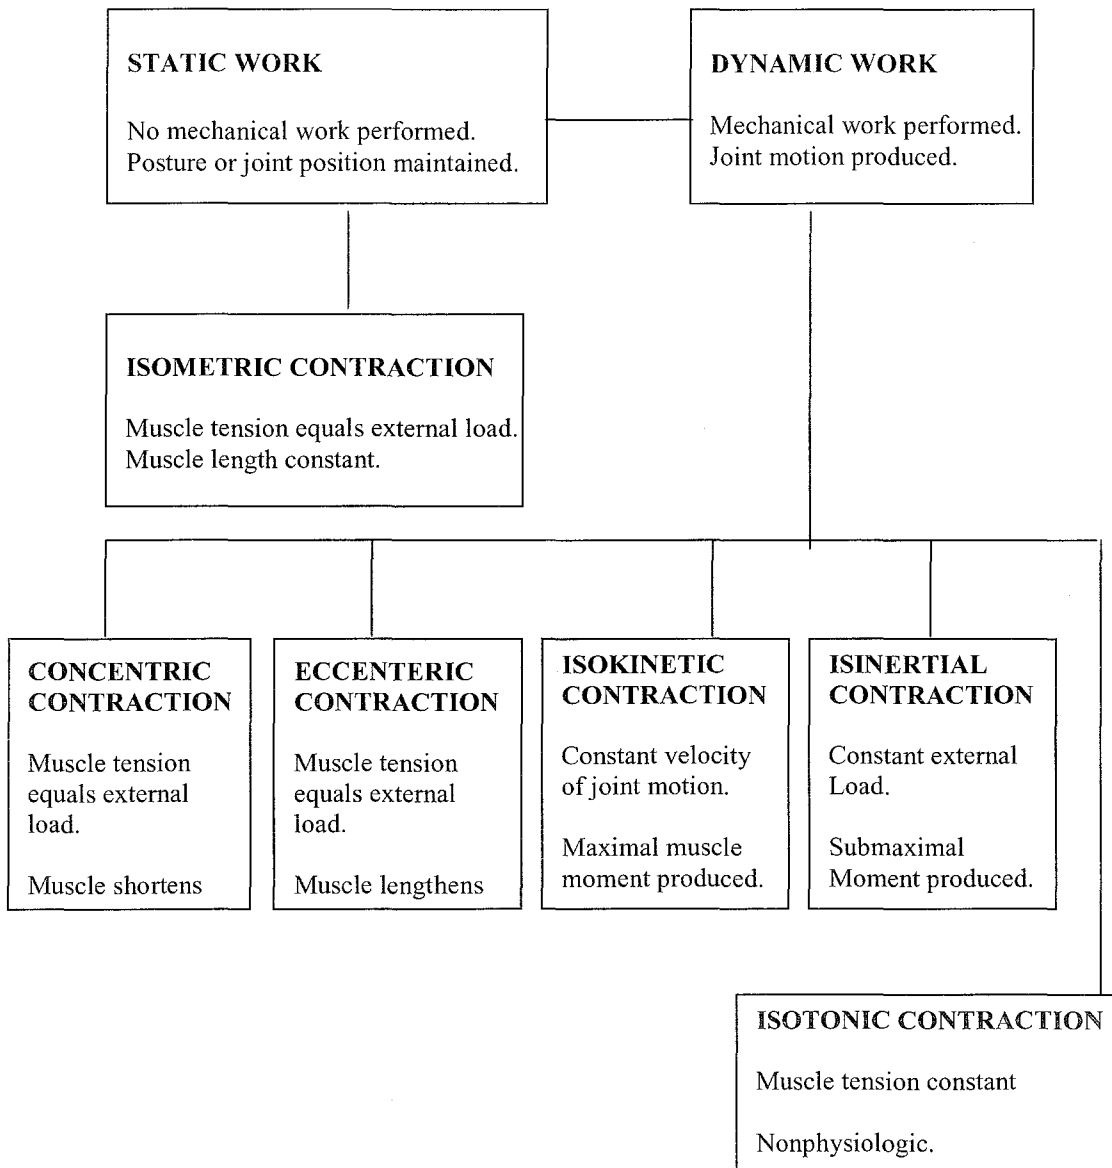 STATIC WORK
No mechanical work performed.
Posture or joint position maintained.
DYNAMIC WORK
Mechanical work performed.
Joint motion produced.
ISOMETRIC CONTRACTION
Muscle tension equals external load.
Muscle length constant.
CONCENTRIC
CONTRACTION
Muscle tension
equals external
load.
Muscle shortens
ECCENTERIC
CONTRACTION
Muscle tension
equals external
load.
Muscle lengthens
ISOKINETIC
CONTRACTION
Constant velocity
of joint motion.
Maximal muscle
moment produced.
ISINERTIAL
CONTRACTION
Constant external
Load.
Submaximal
Moment produced.
ISOTONIC CONTRACTION
Muscle tension constant
Nonphysiologic.